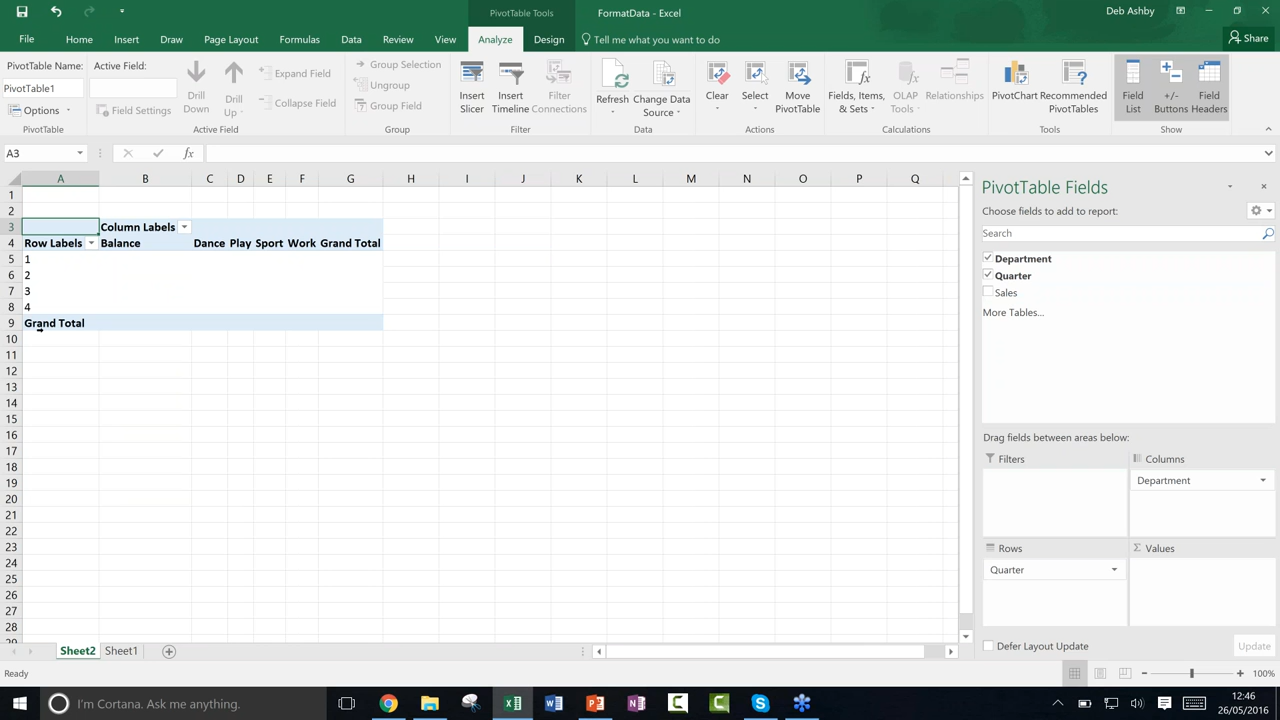 PivotTable Tools
FormatData - Excel
Deb Ashby
File Home Insert Draw Page Layout Formulas Data Review View Analyze Design Tell me what you want to do Share
PivotTable Name:
PivotTable1
Options
PivotTable
Active Field:
Field Settings
Drill Down
Drill Up
Expand Field
Collapse Field
Active Field
Group Selection
Ungroup
Group Field
Group
Insert Slicer
Insert Timeline
Filter Connections
Filter
Refresh
Change Data Source
Data
Clear
Select
Move PivotTable
Actions
Fields, Items, & Sets
OLAP Tools
Relationships
Calculations
PivotChart
Recommended PivotTables
Tools
Field List
+/- Buttons
Field Headers
Show
A3
fx
A B C D E F G H I J K L M N O P Q
1
2
3 Column Labels
4 Row Labels Balance Dance Play Sport Work Grand Total
5 1
6 2
7 3
8 4
9 Grand Total
10
11
12
13
14
15
16
17
18
19
20
21
22
23
24
25
26
27
28
29
PivotTable Fields
Choose fields to add to report:
Search
Department
Quarter
Sales
More Tables...
Drag fields between areas below:
Filters
Columns
Department
Rows
Σ Values
Quarter
Defer Layout Update
Update
Sheet2 Sheet1
Ready
100%
I'm Cortana. Ask me anything.
12:46
26/05/2016